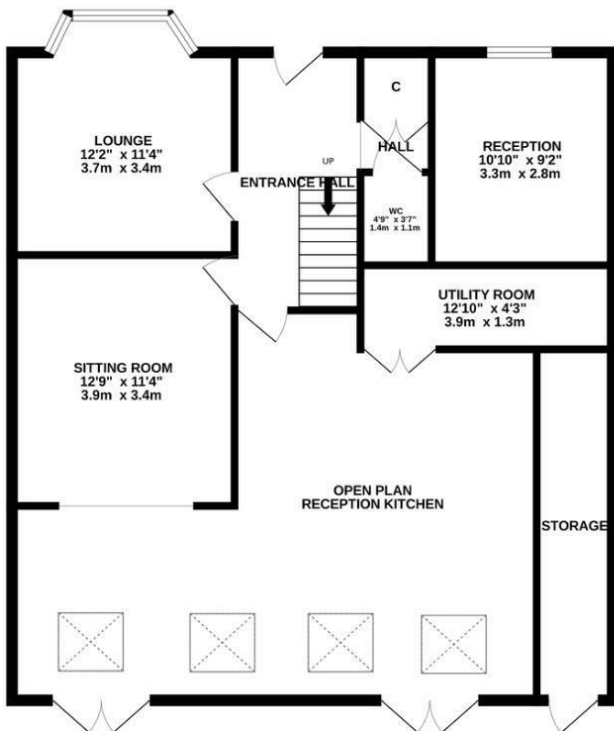 LOUNGE
12'2" x 11'4"
3.7m x 3.4m
C
HALL
RECEPTION
10'10" x 9'2"
3.3m x 2.8m
UP
ENTRANCE HALL
WC
4'9" x 3'7"
1.4m x 1.1m
UTILITY ROOM
12'10" x 4'3"
3.9m x 1.3m
SITTING ROOM
12'9" x 11'4"
3.9m x 3.4m
OPEN PLAN
RECEPTION KITCHEN
STORAGE